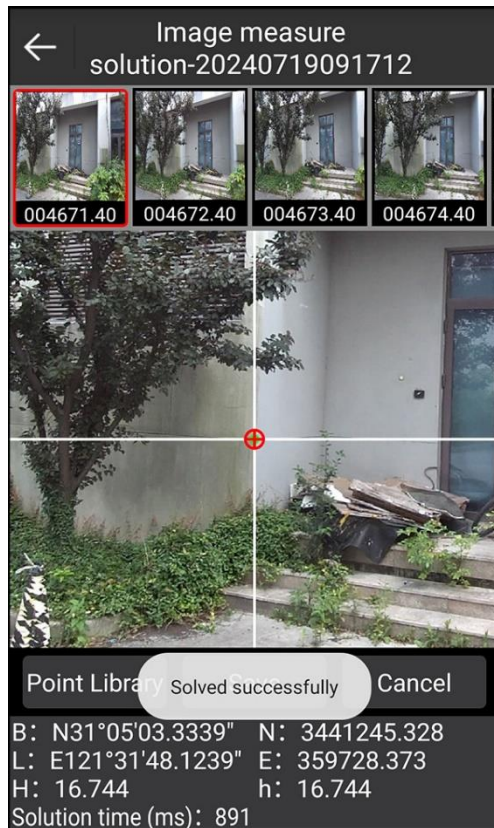 Image measure
solution-20240719091712
004671.40 004672.40 004673.40 004674.40
Point Library Cancel
Solved successfully
B: N31°05'03.3339" N: 3441245.328
L: E121°31'48.1239" E: 359728.373
H: 16.744 h: 16.744
Solution time (ms): 891